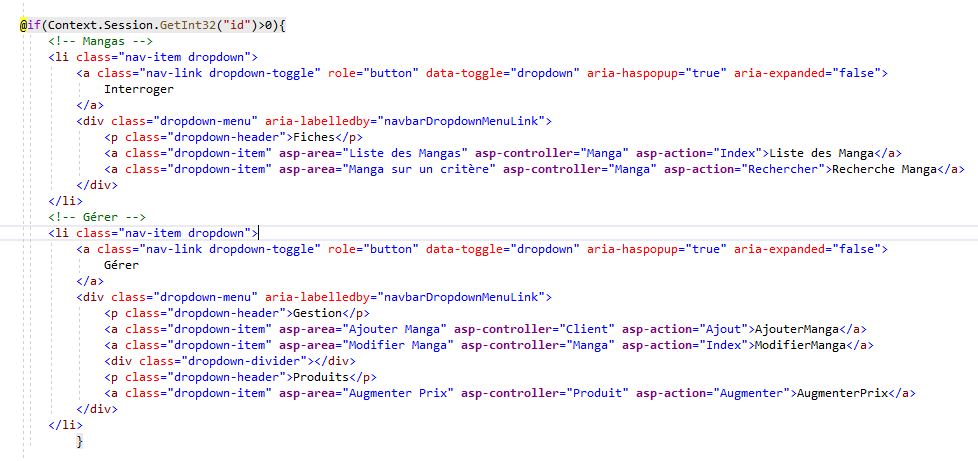 @if(Context.Session.GetInt32("id")>0){
<!-- Mangas -->
<li class="nav-item dropdown">
<a class="nav-link dropdown-toggle" role="button" data-toggle="dropdown" aria-haspopup="true" aria-expanded="false">
Interroger
</a>
<div class="dropdown-menu" aria-labelledby="navbarDropdownMenuLink">
<p class="dropdown-header">Fiches</p>
<a class="dropdown-item" asp-area="Liste des Mangas" asp-controller="Manga" asp-action="Index">Liste des Manga</a>
<a class="dropdown-item" asp-area="Manga sur un critère" asp-controller="Manga" asp-action="Rechercher">Recherche Manga</a>
</div>
</li>
<!-- Gérer -->
<li class="nav-item dropdown">
<a class="nav-link dropdown-toggle" role="button" data-toggle="dropdown" aria-haspopup="true" aria-expanded="false">
Gérer
</a>
<div class="dropdown-menu" aria-labelledby="navbarDropdownMenuLink">
<p class="dropdown-header">Gestion</p>
<a class="dropdown-item" asp-area="Ajouter Manga" asp-controller="Client" asp-action="Ajout">AjouterManga</a>
<a class="dropdown-item" asp-area="Modifier Manga" asp-controller="Manga" asp-action="Index">ModifierManga</a>
<div class="dropdown-divider"></div>
<p class="dropdown-header">Produits</p>
<a class="dropdown-item" asp-area="Augmenter Prix" asp-controller="Produit" asp-action="Augmenter">AugmenterPrix</a>
</div>
</li>
}